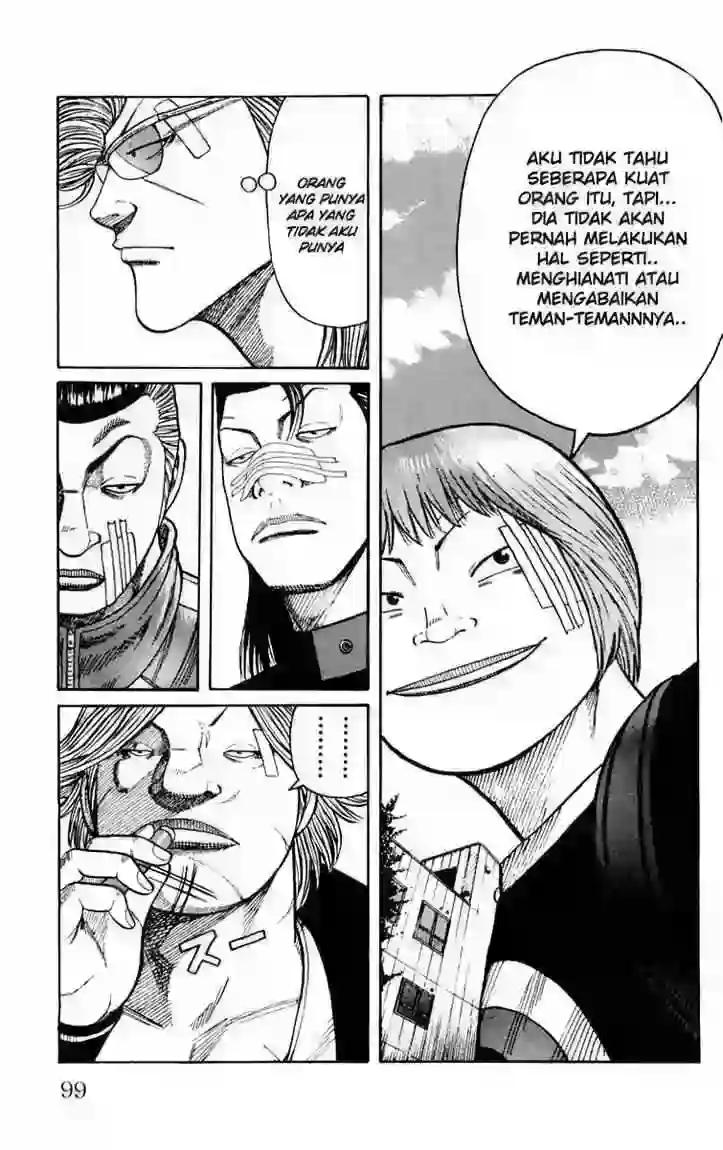 AKU TIDAK TAHU
SEBERAPA KUAT
ORANG ITU, TAPI...
DIA TIDAK AKAN
PERNAH MELAKUKAN
HAL SEPERTI..
MENGHIANATI ATAU
MENGABAIKAN
TEMAN-TEMANNNYA..
ORANG
YANG PUNYA
APA YANG
TIDAK AKU
PUNYA
........
........
スー
99